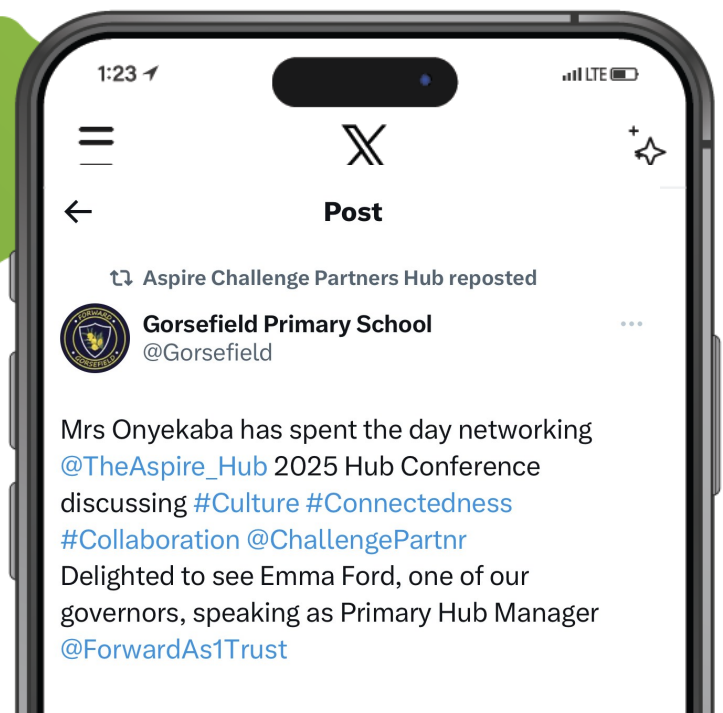 1:23
LTE
X
Post
Aspire Challenge Partners Hub reposted
FORWARD
GORSEFIELD
Gorsefield Primary School
@Gorsefield
Mrs Onyekaba has spent the day networking
@TheAspire_Hub 2025 Hub Conference
discussing #Culture #Connectedness
#Collaboration @ChallengePartnr
Delighted to see Emma Ford, one of our
governors, speaking as Primary Hub Manager
@ForwardAs1Trust